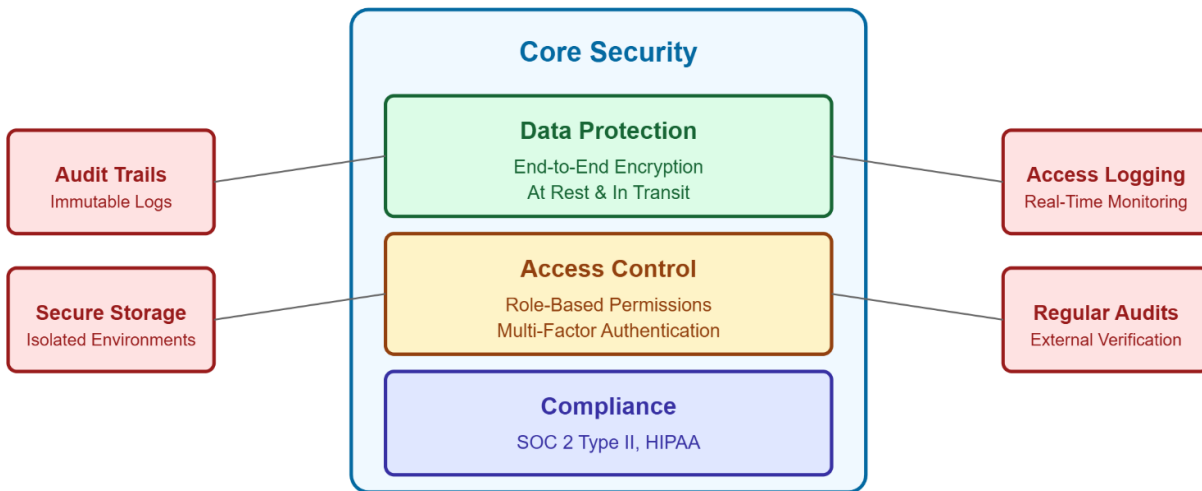 Core Security
Data Protection
End-to-End Encryption
At Rest & In Transit
Audit Trails
Immutable Logs
Access Logging
Real-Time Monitoring
Access Control
Role-Based Permissions
Multi-Factor Authentication
Secure Storage
Isolated Environments
Regular Audits
External Verification
Compliance
SOC 2 Type II, HIPAA